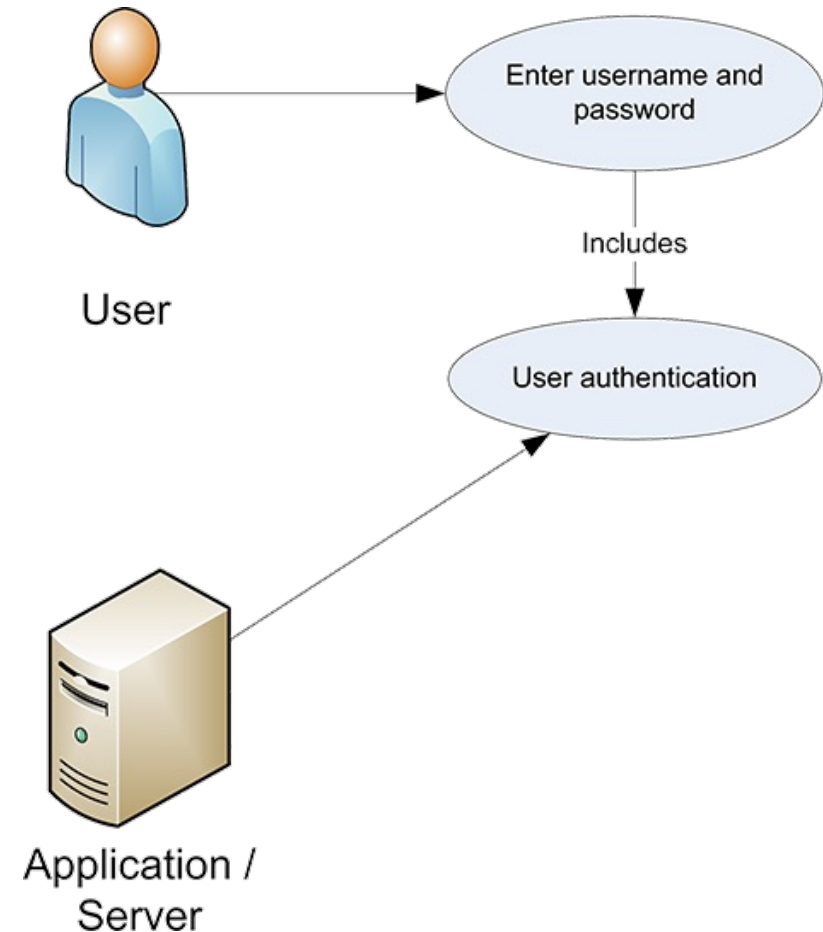 Enter username and
password
Includes
User
User authentication
Application /
Server